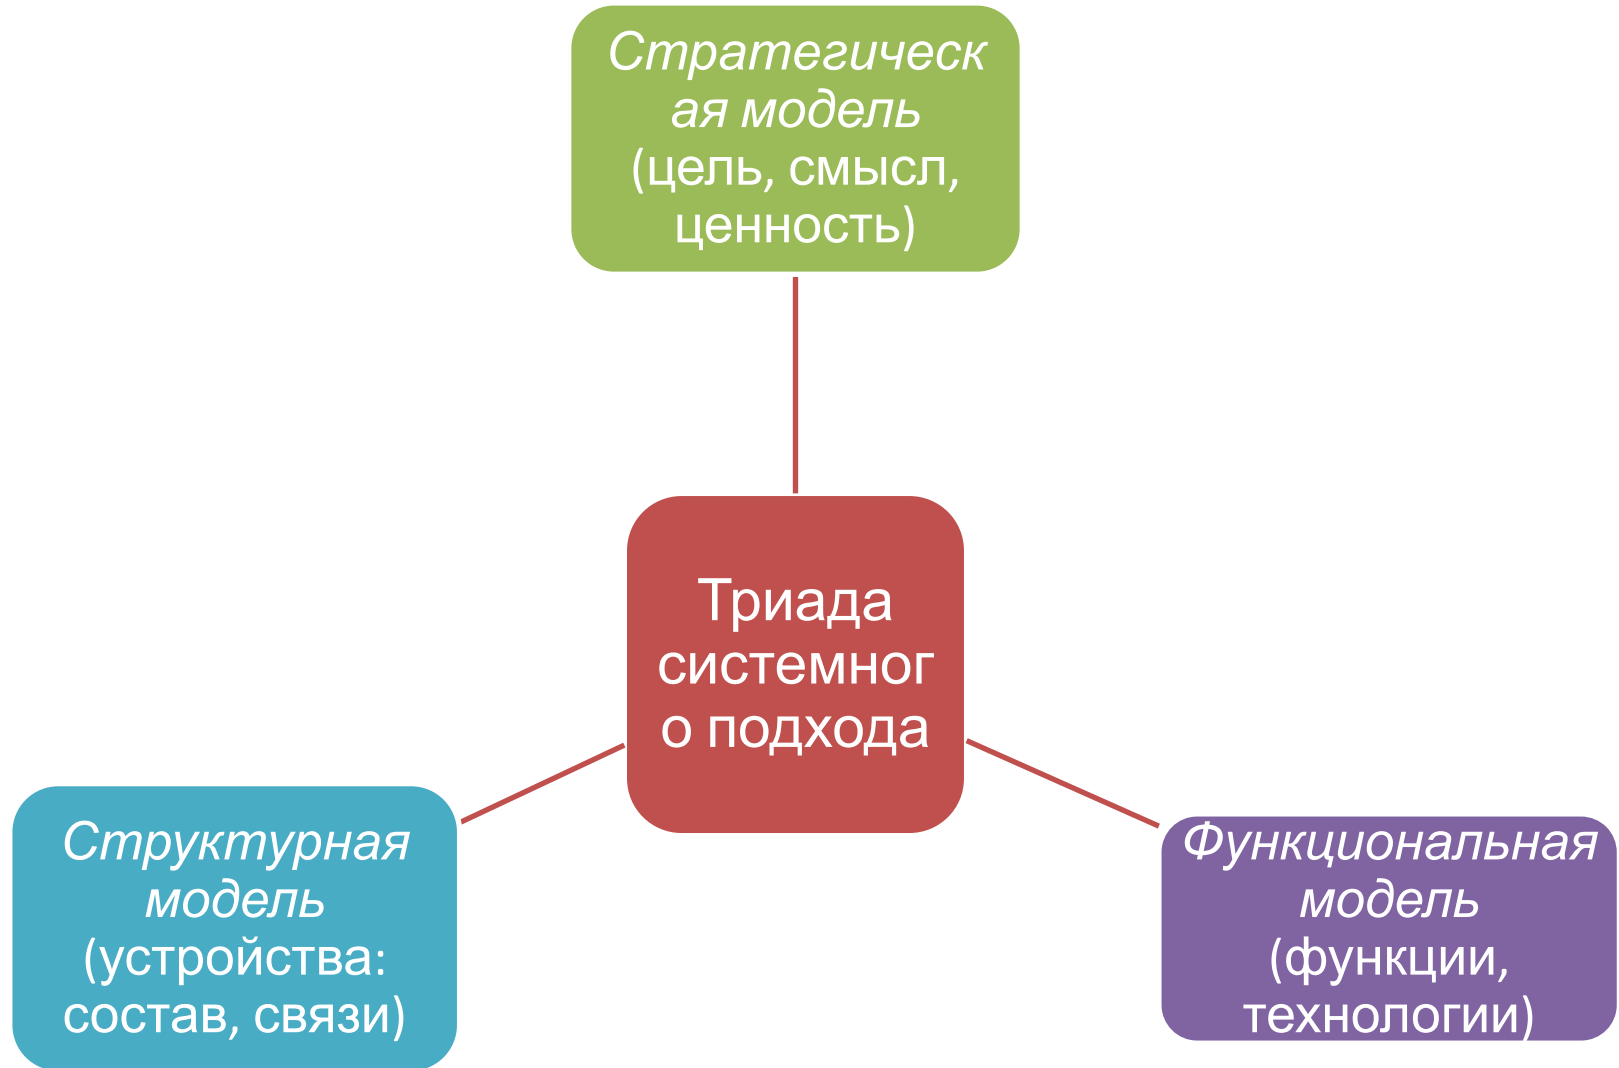 Стратегическ
ая модель
(цель, смысл,
ценность)
Триада
системног
о подхода
Структурная
модель
(устройства:
состав, связи)
Функциональная
модель
(функции,
технологии)